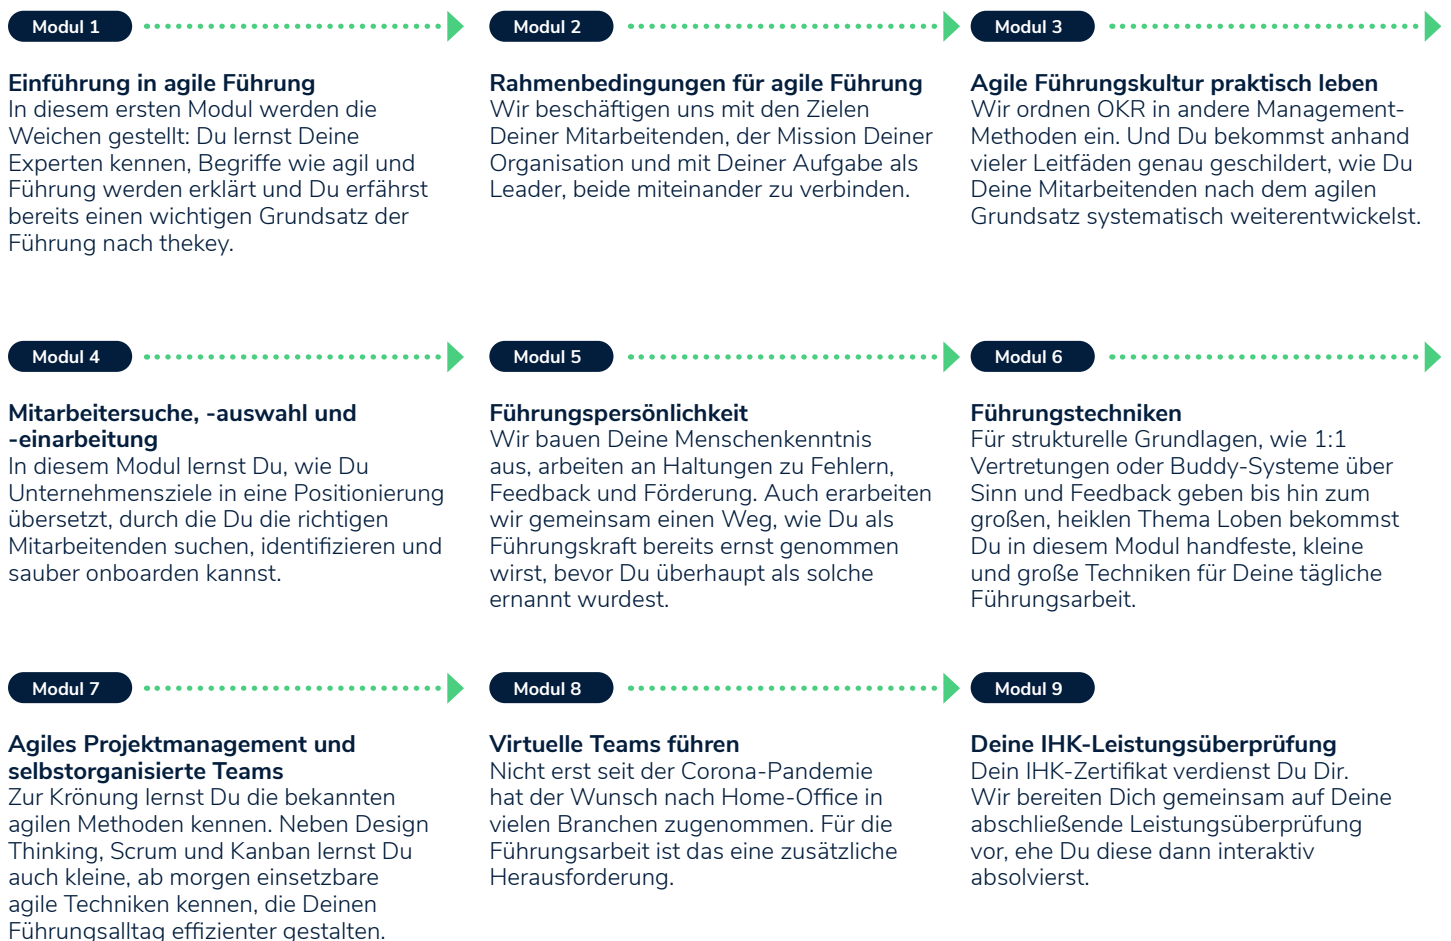 Modul 1
Einführung in agile Führung
In diesem ersten Modul werden die
Weichen gestellt: Du lernst Deine
Experten kennen, Begriffe wie agil und
Führung werden erklärt und Du erfährst
bereits einen wichtigen Grundsatz der
Führung nach thekey.
Modul 2
Rahmenbedingungen für agile Führung
Wir beschäftigen uns mit den Zielen
Deiner Mitarbeitenden, der Mission Deiner
Organisation und mit Deiner Aufgabe als
Leader, beide miteinander zu verbinden.
Modul 3
Agile Führungskultur praktisch leben
Wir ordnen OKR in andere Management-
Methoden ein. Und Du bekommst anhand
vieler Leitfäden genau geschildert, wie Du
Deine Mitarbeitenden nach dem agilen
Grundsatz systematisch weiterentwickelst.
Modul 4
Mitarbeitersuche, -auswahl und
-einarbeitung
In diesem Modul lernst Du, wie Du
Unternehmensziele in eine Positionierung
übersetzt, durch die Du die richtigen
Mitarbeitenden suchen, identifizieren und
sauber onboarden kannst.
Modul 5
Führungspersönlichkeit
Wir bauen Deine Menschenkenntnis
aus, arbeiten an Haltungen zu Fehlern,
Feedback und Förderung. Auch erarbeiten
wir gemeinsam einen Weg, wie Du als
Führungskraft bereits ernst genommen
wirst, bevor Du überhaupt als solche
ernannt wurdest.
Modul 6
Führungstechniken
Für strukturelle Grundlagen, wie 1:1
Vertretungen oder Buddy-Systeme über
Sinn und Feedback geben bis hin zum
großen, heiklen Thema Loben bekommst
Du in diesem Modul handfeste, kleine
und große Techniken für Deine tägliche
Führungsarbeit.
Modul 7
Agiles Projektmanagement und
selbstorganisierte Teams
Zur Krönung lernst Du die bekannten
agilen Methoden kennen. Neben Design
Thinking, Scrum und Kanban lernst Du
auch kleine, ab morgen einsetzbare
agile Techniken kennen, die Deinen
Führungsalltag effizienter gestalten.
Modul 8
Virtuelle Teams führen
Nicht erst seit der Corona-Pandemie
hat der Wunsch nach Home-Office in
vielen Branchen zugenommen. Für die
Führungsarbeit ist das eine zusätzliche
Herausforderung.
Modul 9
Deine IHK-Leistungsüberprüfung
Dein IHK-Zertifikat verdienst Du Dir.
Wir bereiten Dich gemeinsam auf Deine
abschließende Leistungsüberprüfung
vor, ehe Du diese dann interaktiv
absolvierst.